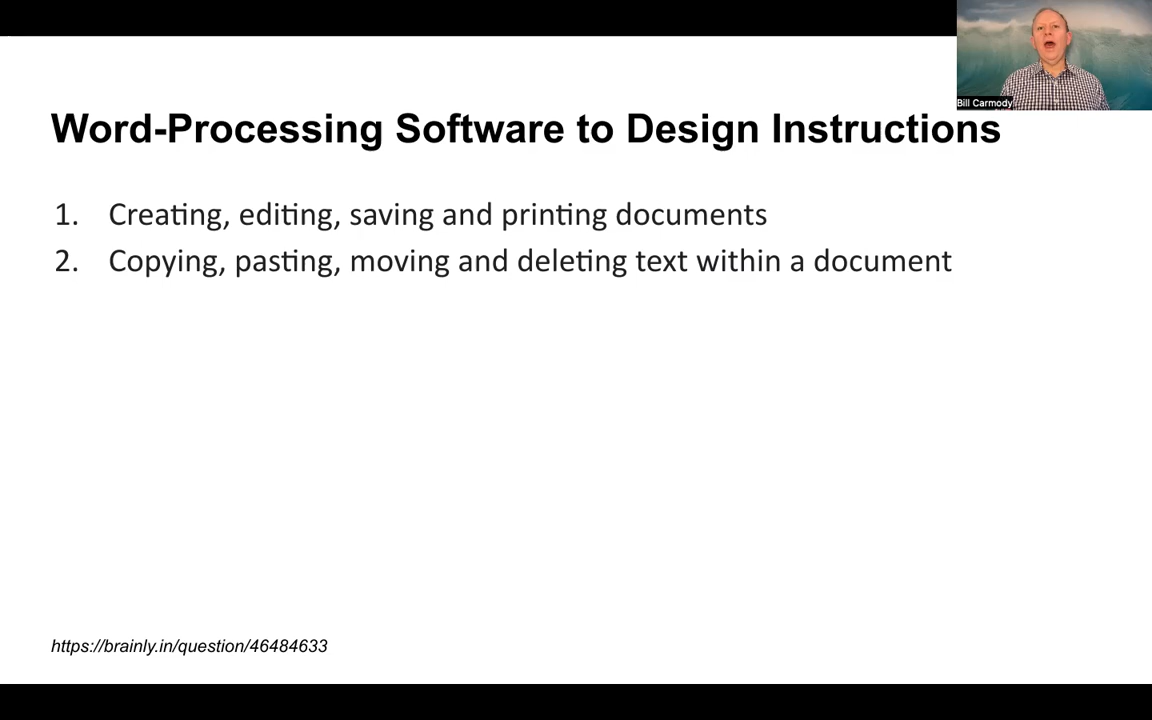 Bill Carmody
Word-Processing Software to Design Instructions
1. Creating, editing, saving and printing documents
2. Copying, pasting, moving and deleting text within a document
https://brainly.in/question/46484633